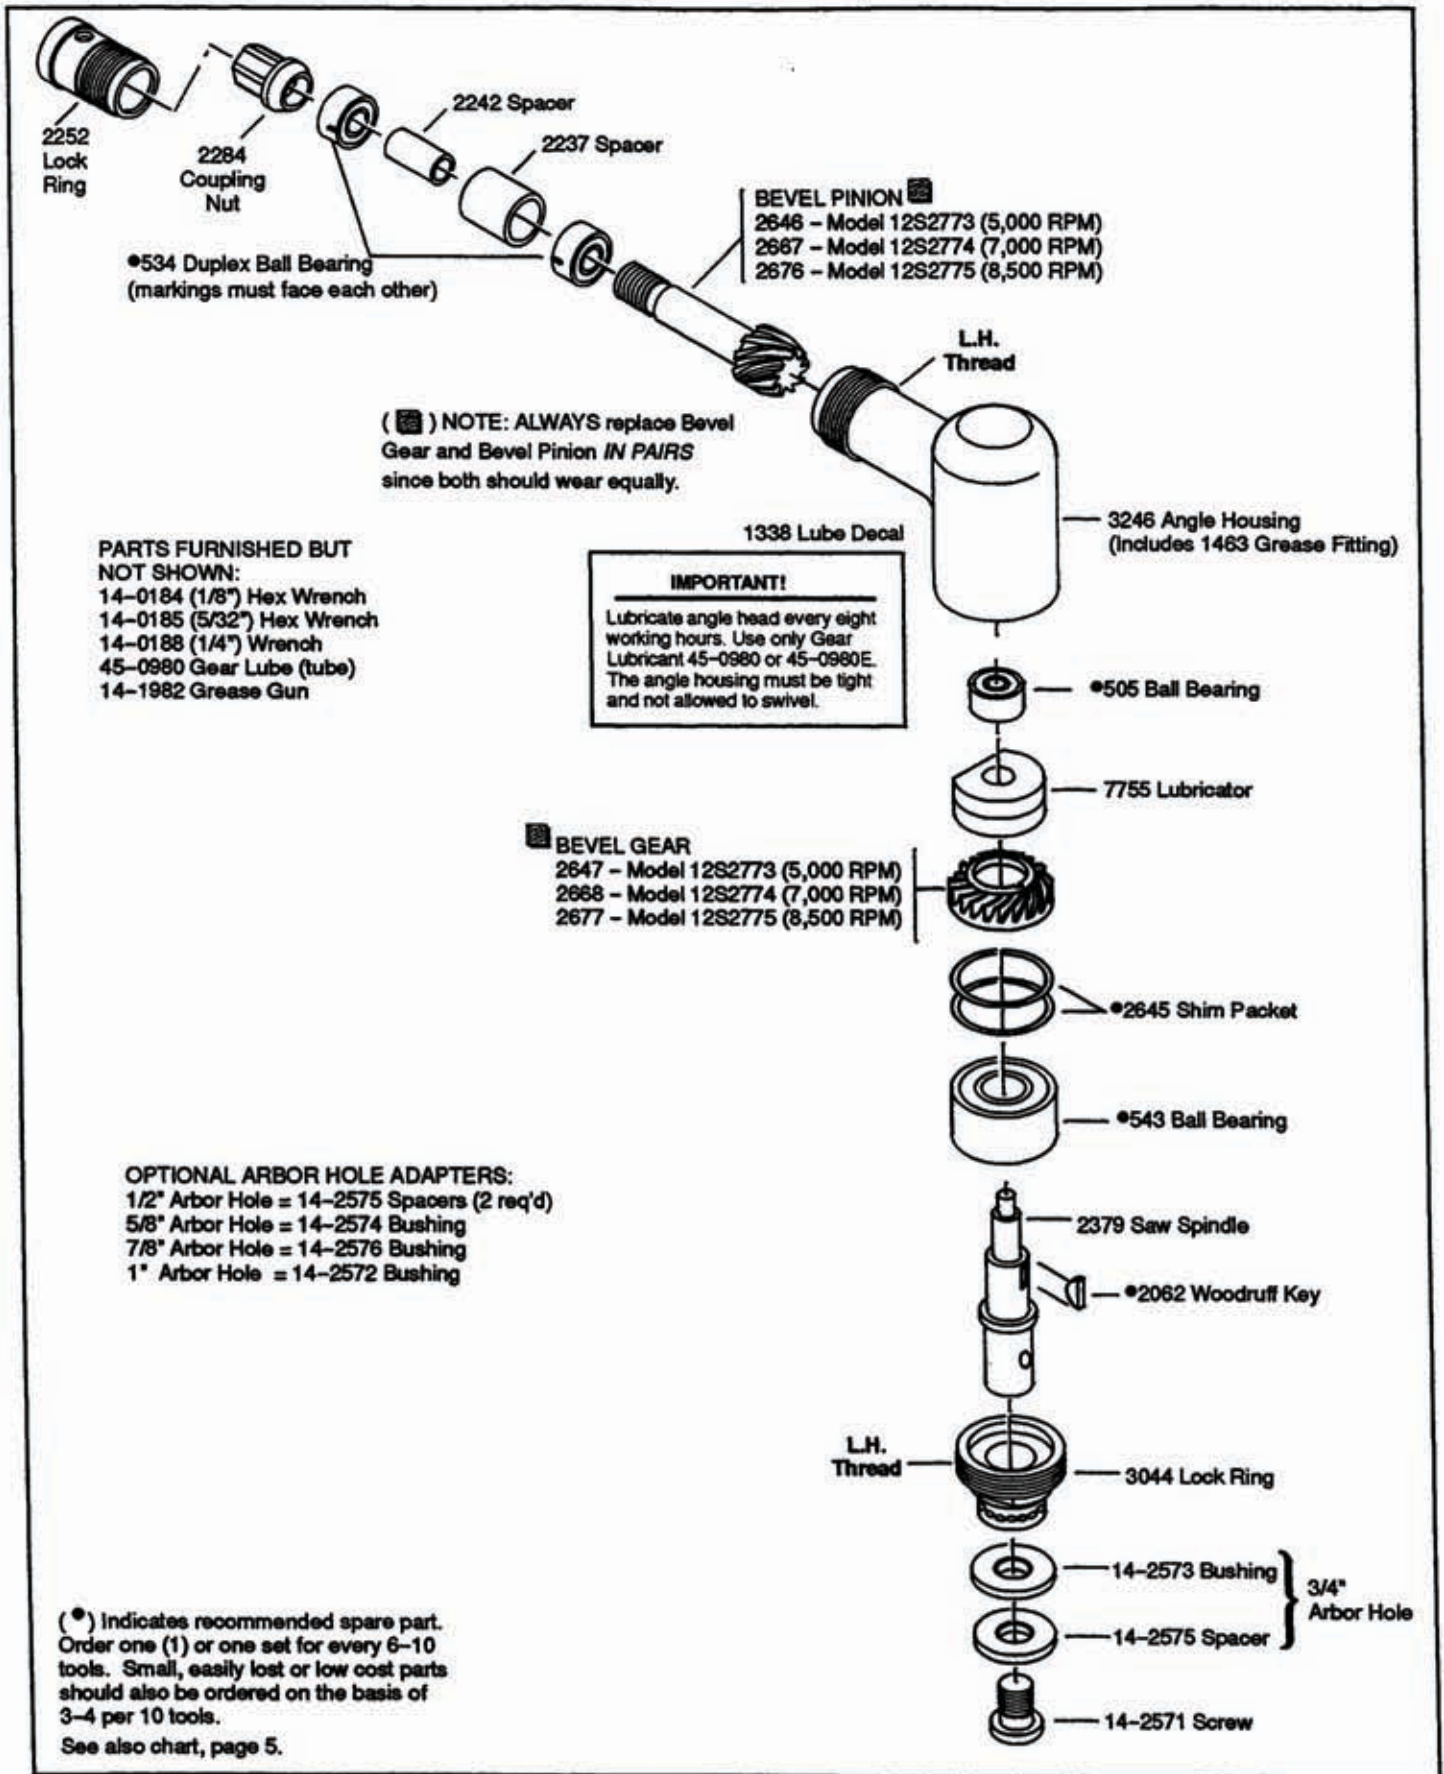 2252
Lock
Ring
2284
Coupling
Nut
2242 Spacer
2237 Spacer
●534 Duplex Ball Bearing
(markings must face each other)
BEVEL PINION
2646 – Model 12S2773 (5,000 RPM)
2667 – Model 12S2774 (7,000 RPM)
2676 – Model 12S2775 (8,500 RPM)
L.H.
Thread
( ) NOTE: ALWAYS replace Bevel
Gear and Bevel Pinion IN PAIRS
since both should wear equally.
3246 Angle Housing
(Includes 1463 Grease Fitting)
PARTS FURNISHED BUT
NOT SHOWN:
14–0184 (1/8") Hex Wrench
14–0185 (5/32") Hex Wrench
14–0188 (1/4") Wrench
45–0980 Gear Lube (tube)
14–1982 Grease Gun
1338 Lube Decal
IMPORTANT!
Lubricate angle head every eight
working hours. Use only Gear
Lubricant 45–0980 or 45–0980E.
The angle housing must be tight
and not allowed to swivel.
●505 Ball Bearing
7755 Lubricator
BEVEL GEAR
2647 – Model 12S2773 (5,000 RPM)
2668 – Model 12S2774 (7,000 RPM)
2677 – Model 12S2775 (8,500 RPM)
●2645 Shim Packet
●543 Ball Bearing
OPTIONAL ARBOR HOLE ADAPTERS:
1/2" Arbor Hole = 14–2575 Spacers (2 req'd)
5/8" Arbor Hole = 14–2574 Bushing
7/8" Arbor Hole = 14–2576 Bushing
1" Arbor Hole = 14–2572 Bushing
2379 Saw Spindle
●2062 Woodruff Key
L.H.
Thread
3044 Lock Ring
14–2573 Bushing
14–2575 Spacer
3/4"
Arbor Hole
14–2571 Screw
(●) Indicates recommended spare part.
Order one (1) or one set for every 6–10
tools. Small, easily lost or low cost parts
should also be ordered on the basis of
3–4 per 10 tools.
See also chart, page 5.